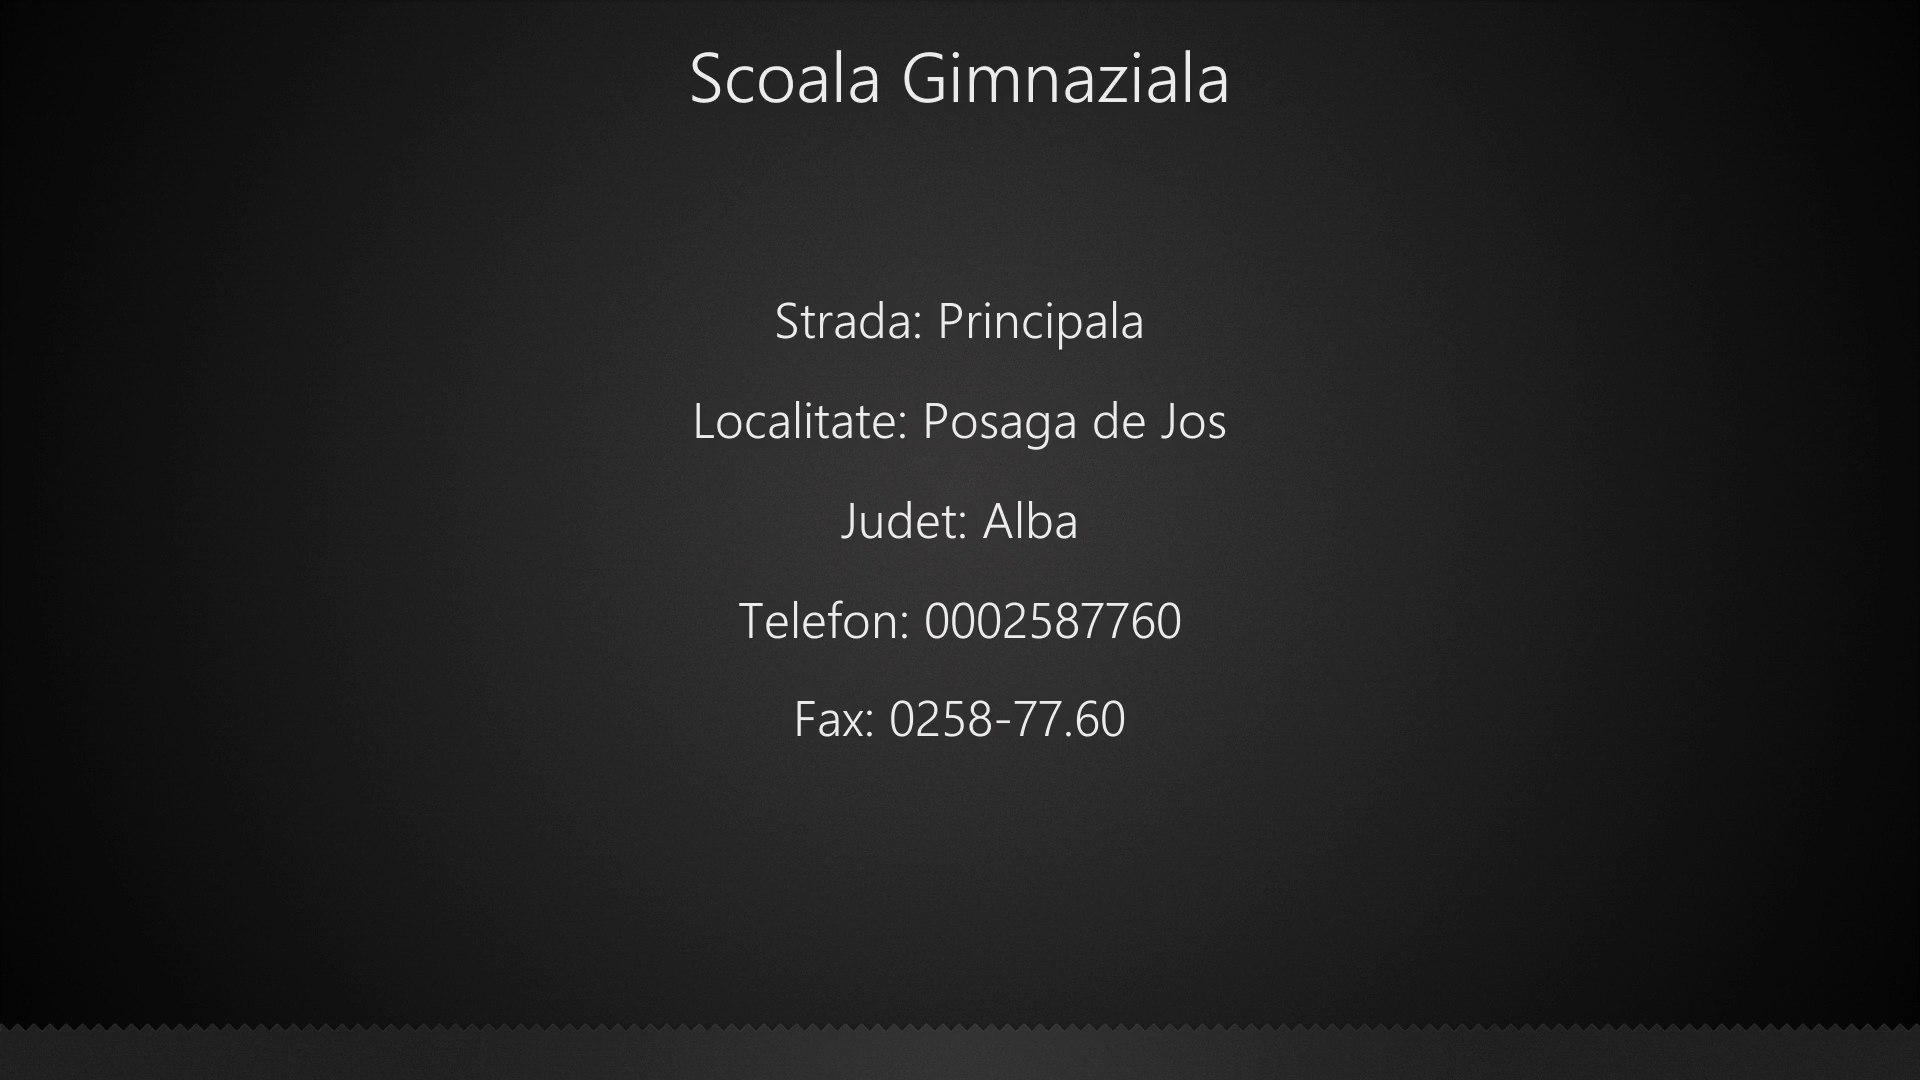 Scoala Gimnaziala
Strada: Principala
Localitate: Posaga de Jos
Judet: Alba
Telefon: 0002587760
Fax: 0258-77.60